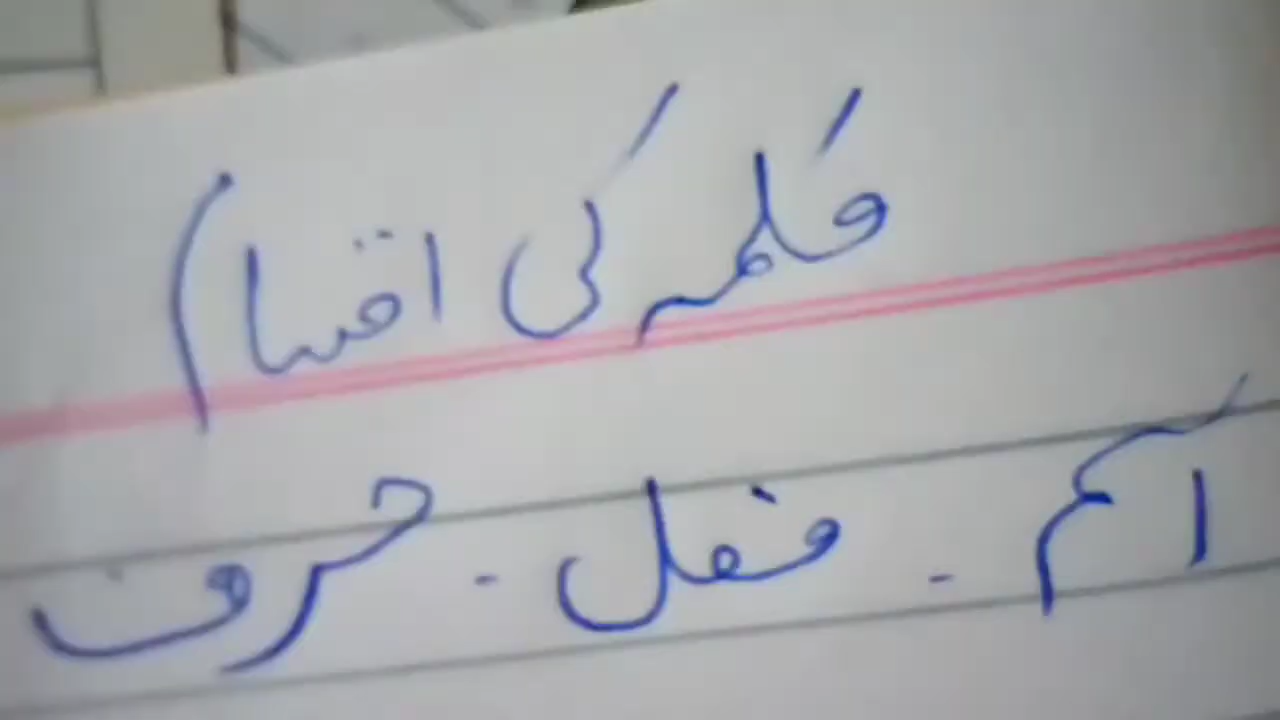 کلمہ کی اقسام
اسم - فعل - حرف